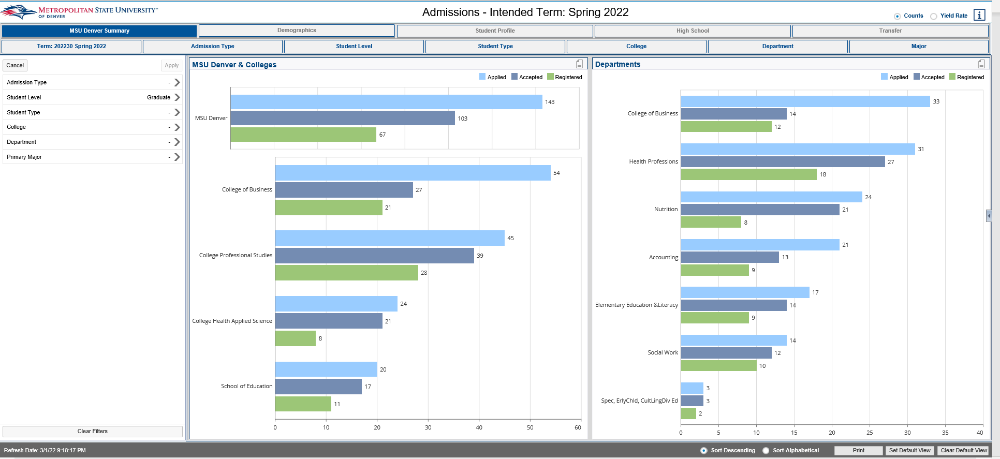 METROPOLITAN STATE UNIVERSITY™
OF DENVER
Admissions - Intended Term: Spring 2022
Counts Yield Rate i
MSU Denver Summary Demographics Student Profile High School Transfer
Term: 202230 Spring 2022 Admission Type Student Level Student Type College Department Major
Cancel Apply
Admission Type -
Student Level Graduate
Student Type -
College -
Department -
Primary Major -
Clear Filters
MSU Denver & Colleges
Applied Accepted Registered
MSU Denver
143
103
67
College of Business
54
27
21
College Professional Studies
45
39
28
College Health Applied Science
24
21
8
School of Education
20
17
11
0 10 20 30 40 50 60
Departments
Applied Accepted Registered
College of Business
33
14
12
Health Professions
31
27
18
Nutrition
24
21
8
Accounting
21
13
9
Elementary Education &Literacy
17
14
9
Social Work
14
12
10
Spec, ErlyChld, CultLingDiv Ed
3
3
2
0 5 10 15 20 25 30 35 40
Refresh Date: 3/1/22 9:18:17 PM
Sort-Descending Sort-Alphabetical Print Set Default View Clear Default View